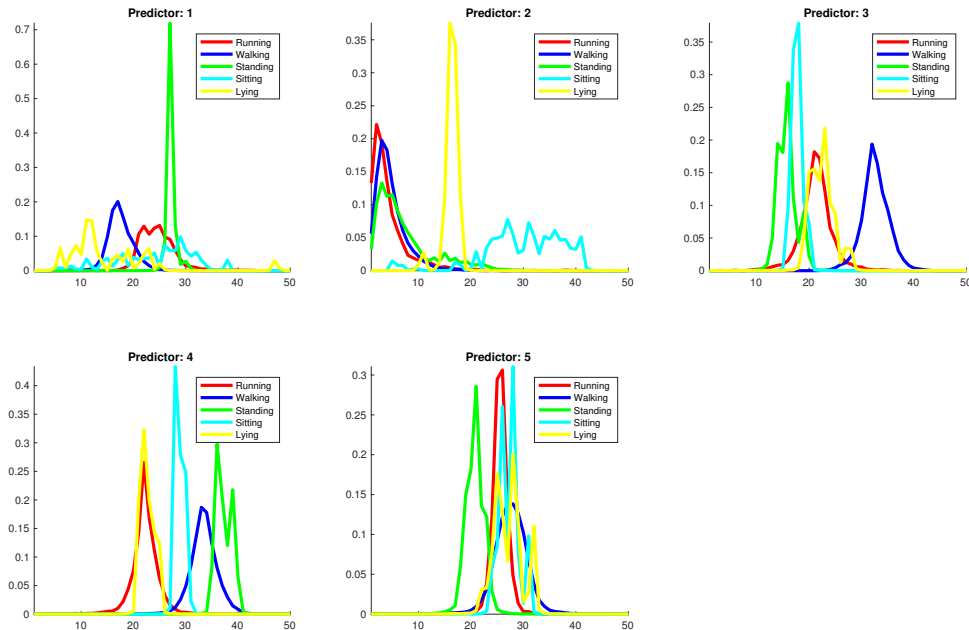 Predictor: 1
0.7
0.6
0.5
0.4
0.3
0.2
0.1
0
10 20 30 40 50
Running
Walking
Standing
Sitting
Lying
Predictor: 2
0.35
0.3
0.25
0.2
0.15
0.1
0.05
0
10 20 30 40 50
Running
Walking
Standing
Sitting
Lying
Predictor: 3
0.35
0.3
0.25
0.2
0.15
0.1
0.05
0
10 20 30 40 50
Running
Walking
Standing
Sitting
Lying
Predictor: 4
0.4
0.35
0.3
0.25
0.2
0.15
0.1
0.05
0
10 20 30 40 50
Running
Walking
Standing
Sitting
Lying
Predictor: 5
0.3
0.25
0.2
0.15
0.1
0.05
0
10 20 30 40 50
Running
Walking
Standing
Sitting
Lying